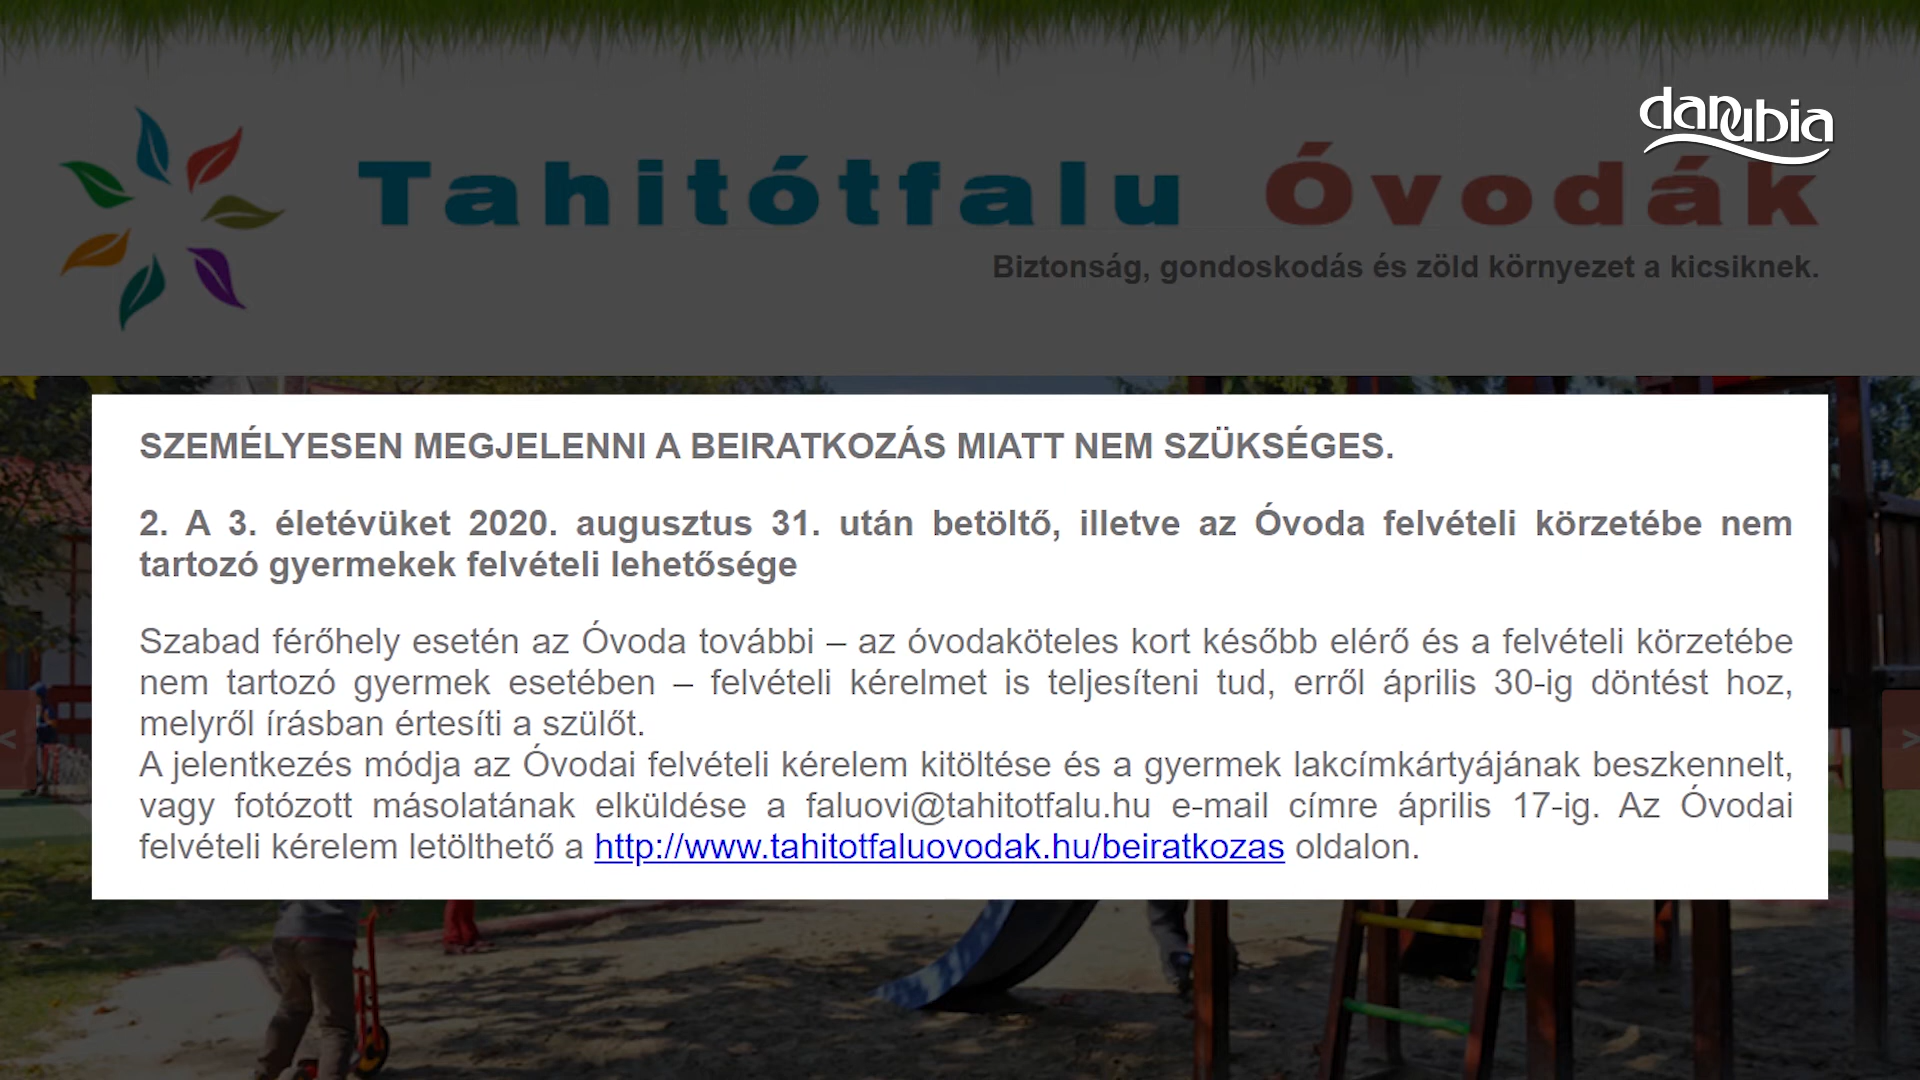 danubia
Tahitótfalu Óvodák
Biztonság, gondoskodás és zöld környezet a kicsiknek.
SZEMÉLYESEN MEGJELENNI A BEIRATKOZÁS MIATT NEM SZÜKSÉGES.
2. A 3. életévüket 2020. augusztus 31. után betöltő, illetve az Óvoda felvételi körzetébe nem
tartozó gyermekek felvételi lehetősége
Szabad férőhely esetén az Óvoda további – az óvodaköteles kort később elérő és a felvételi körzetébe
nem tartozó gyermek esetében – felvételi kérelmet is teljesíteni tud, erről április 30-ig döntést hoz,
melyről írásban értesíti a szülőt.
A jelentkezés módja az Óvodai felvételi kérelem kitöltése és a gyermek lakcímkártyájának beszkennelt,
vagy fotózott másolatának elküldése a faluovi@tahitotfalu.hu e-mail címre április 17-ig. Az Óvodai
felvételi kérelem letölthető a http://www.tahitotfaluovodak.hu/beiratkozas oldalon.
<
>